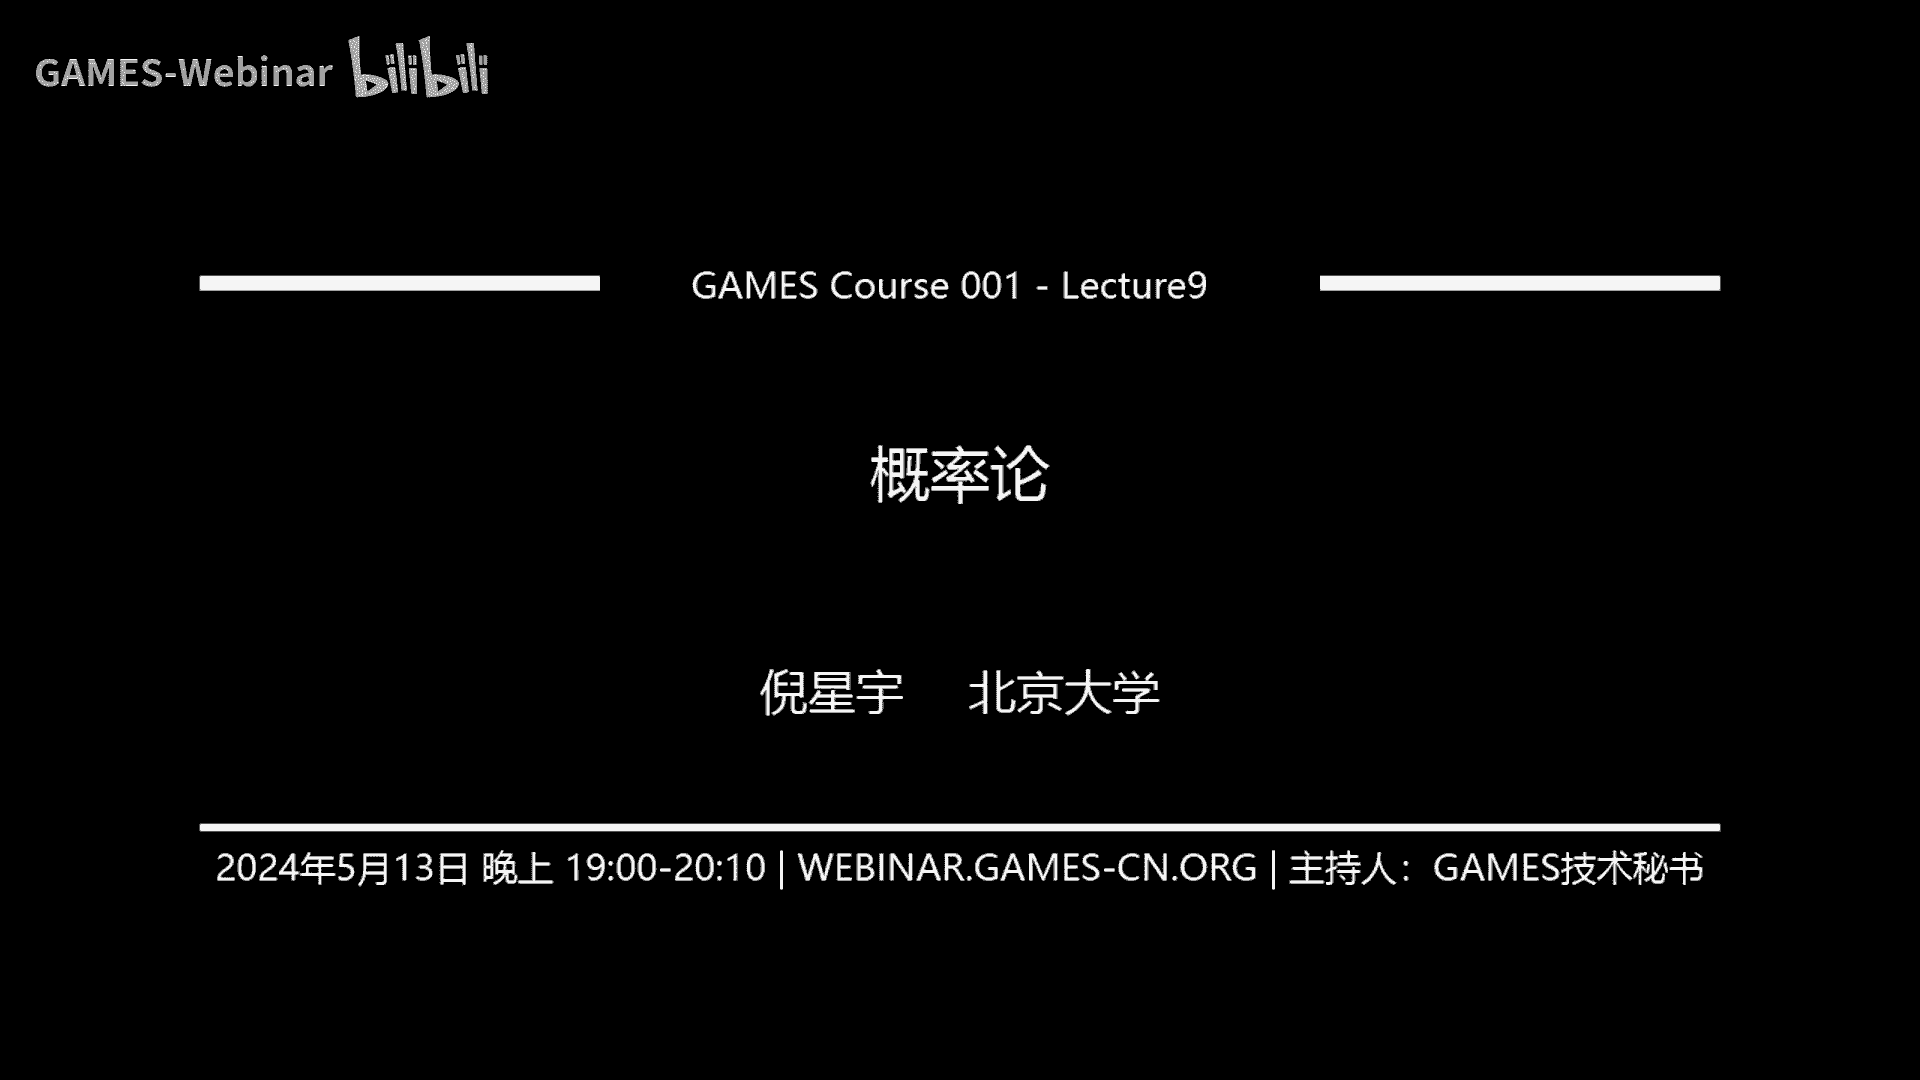 GAMES-Webinar bilibili
GAMES Course 001 - Lecture9
概率论
倪星宇 北京大学
2024年5月13日 晚上 19:00-20:10 | WEBINAR.GAMES-CN.ORG | 主持人：GAMES技术秘书